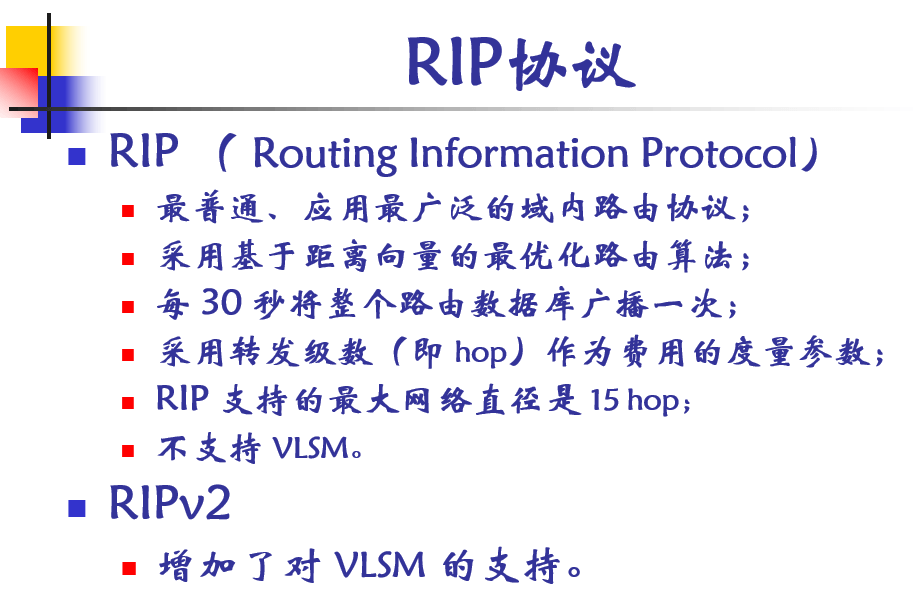 RIP协议
RIP （ Routing Information Protocol）
最普通、应用最广泛的域内路由协议；
采用基于距离向量的最优化路由算法；
每 30 秒将整个路由数据库广播一次；
采用转发级数（即 hop）作为费用的度量参数；
RIP 支持的最大网络直径是 15 hop；
不支持 VLSM。
RIPv2
增加了对 VLSM 的支持。